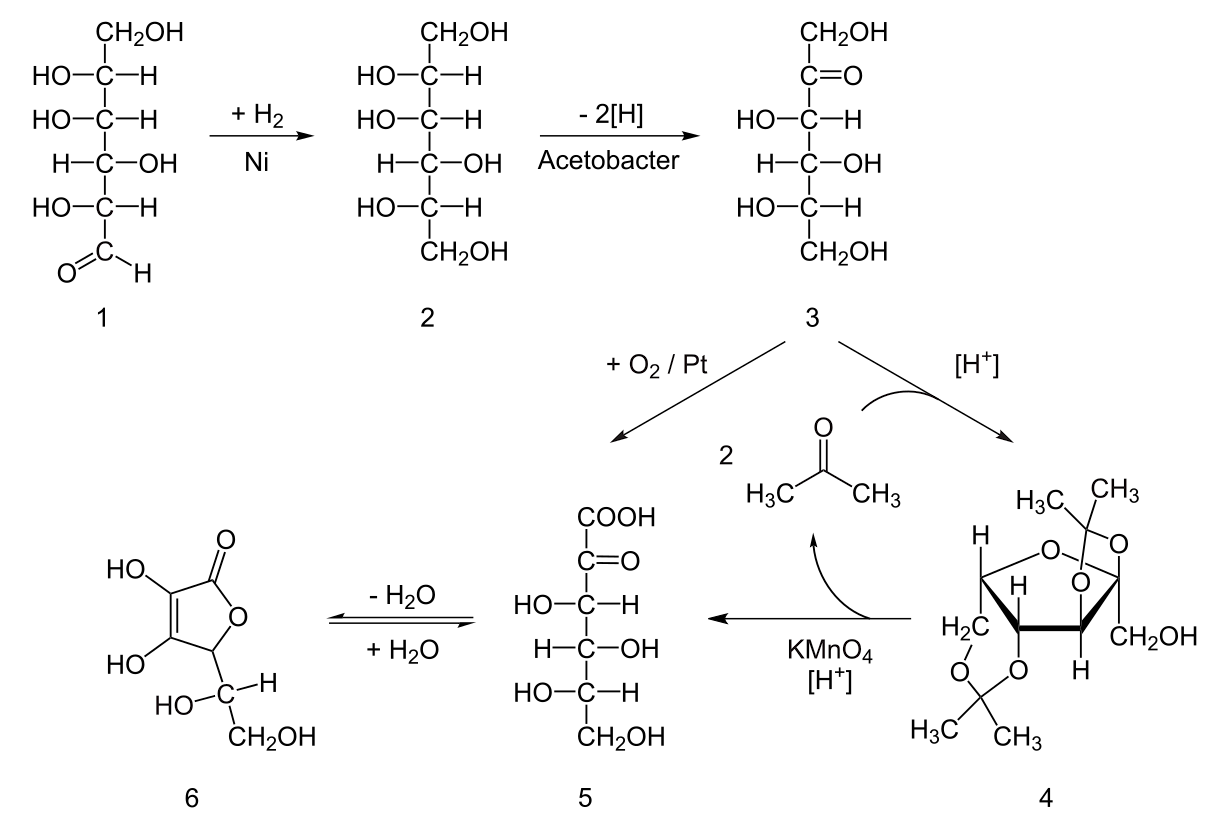 CH₂OH CH₂OH CH₂OH
HO–C–H HO–C–H C=O
HO–C–H + H₂ HO–C–H - 2[H] HO–C–H
H–C–OH Ni H–C–OH Acetobacter H–C–OH
HO–C–H HO–C–H HO–C–H
C CH₂OH CH₂OH
O H
1 2 3
+ O₂ / Pt [H⁺]
O
2
H₃C CH₃
H₃C CH₃
COOH
O H O O
HO C=O
- H₂O HO–C–H H O
O H₂C CH₂OH
HO + H₂O H–C–OH KMnO₄
[H⁺] O O H
C–H HO–C–H
HO
CH₂OH CH₂OH H₃C CH₃
6 5 4